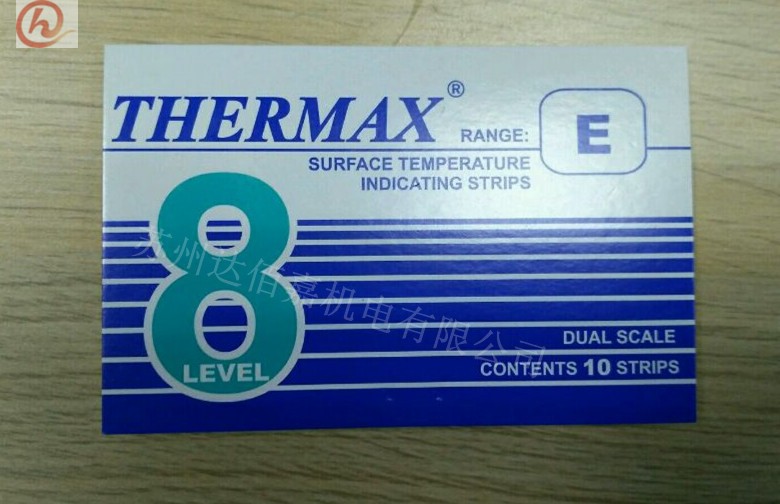 THERMAX®
RANGE: E
SURFACE TEMPERATURE
INDICATING STRIPS
8
LEVEL
苏州达佰嘉机电有限公司
DUAL SCALE
CONTENTS 10 STRIPS